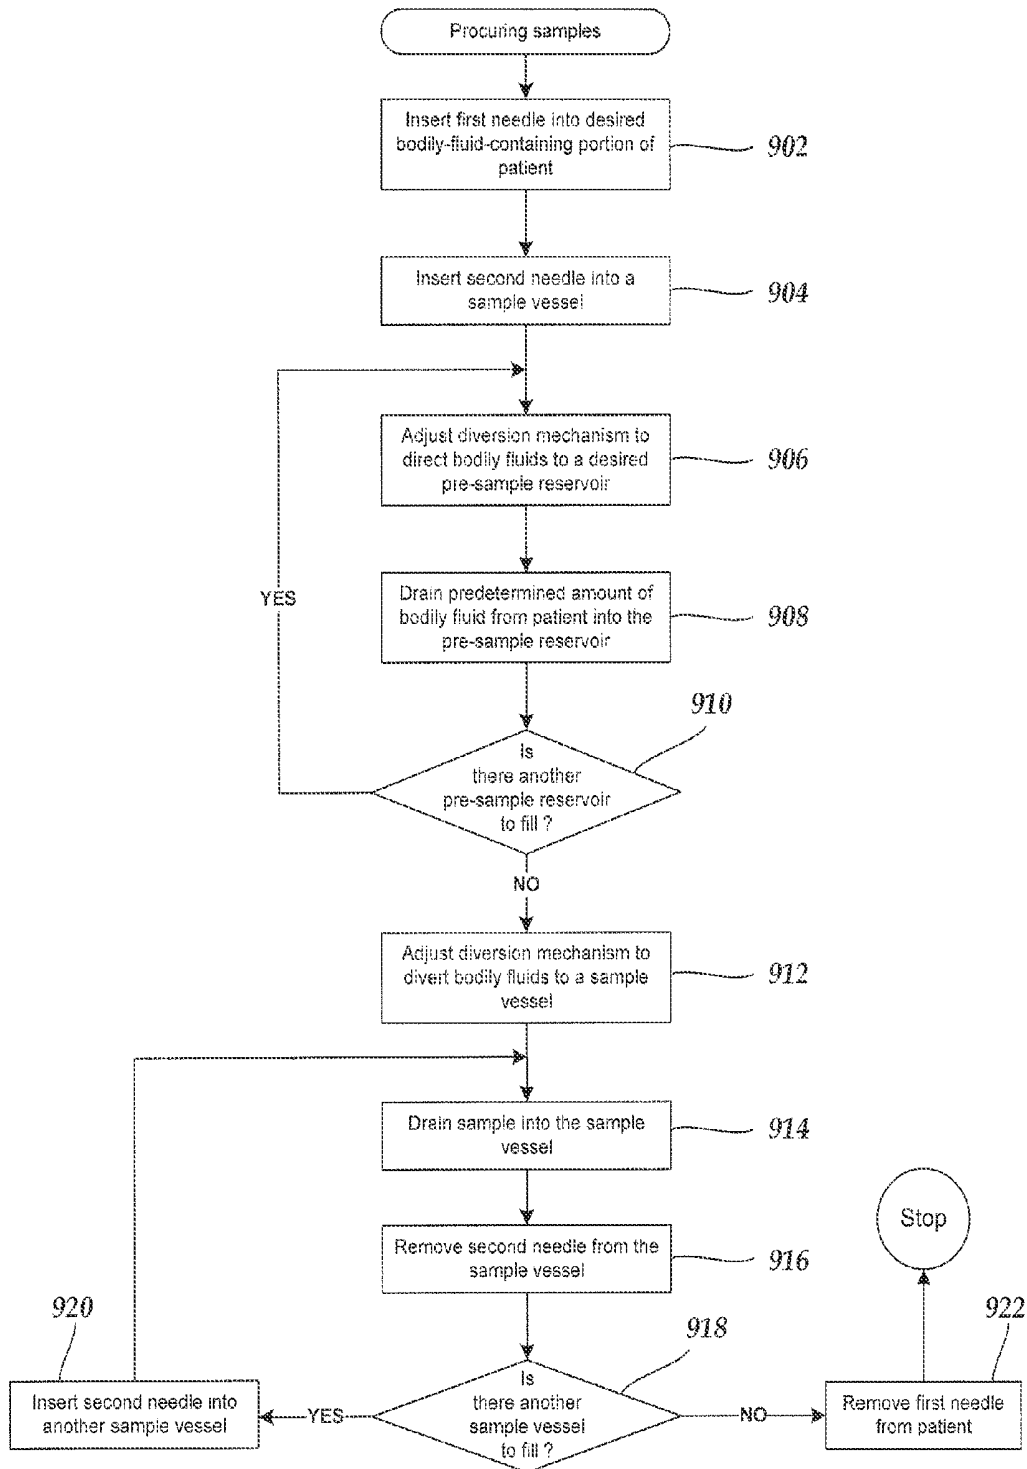 Procuring samples
Insert first needle into desired
bodily-fluid-containing portion of
patient
902
Insert second needle into a
sample vessel
904
Adjust diversion mechanism to
direct bodily fluids to a desired
pre-sample reservoir
906
YES
Drain predetermined amount of
bodily fluid from patient into the
pre-sample reservoir
908
910
Is
there another
pre-sample reservoir
to fill ?
NO
Adjust diversion mechanism to
divert bodily fluids to a sample
vessel
912
Drain sample into the sample
vessel
914
Stop
Remove second needle from the
sample vessel
916
920
918
922
Insert second needle into
another sample vessel
YES
Is
there another
sample vessel
to fill ?
NO
Remove first needle
from patient